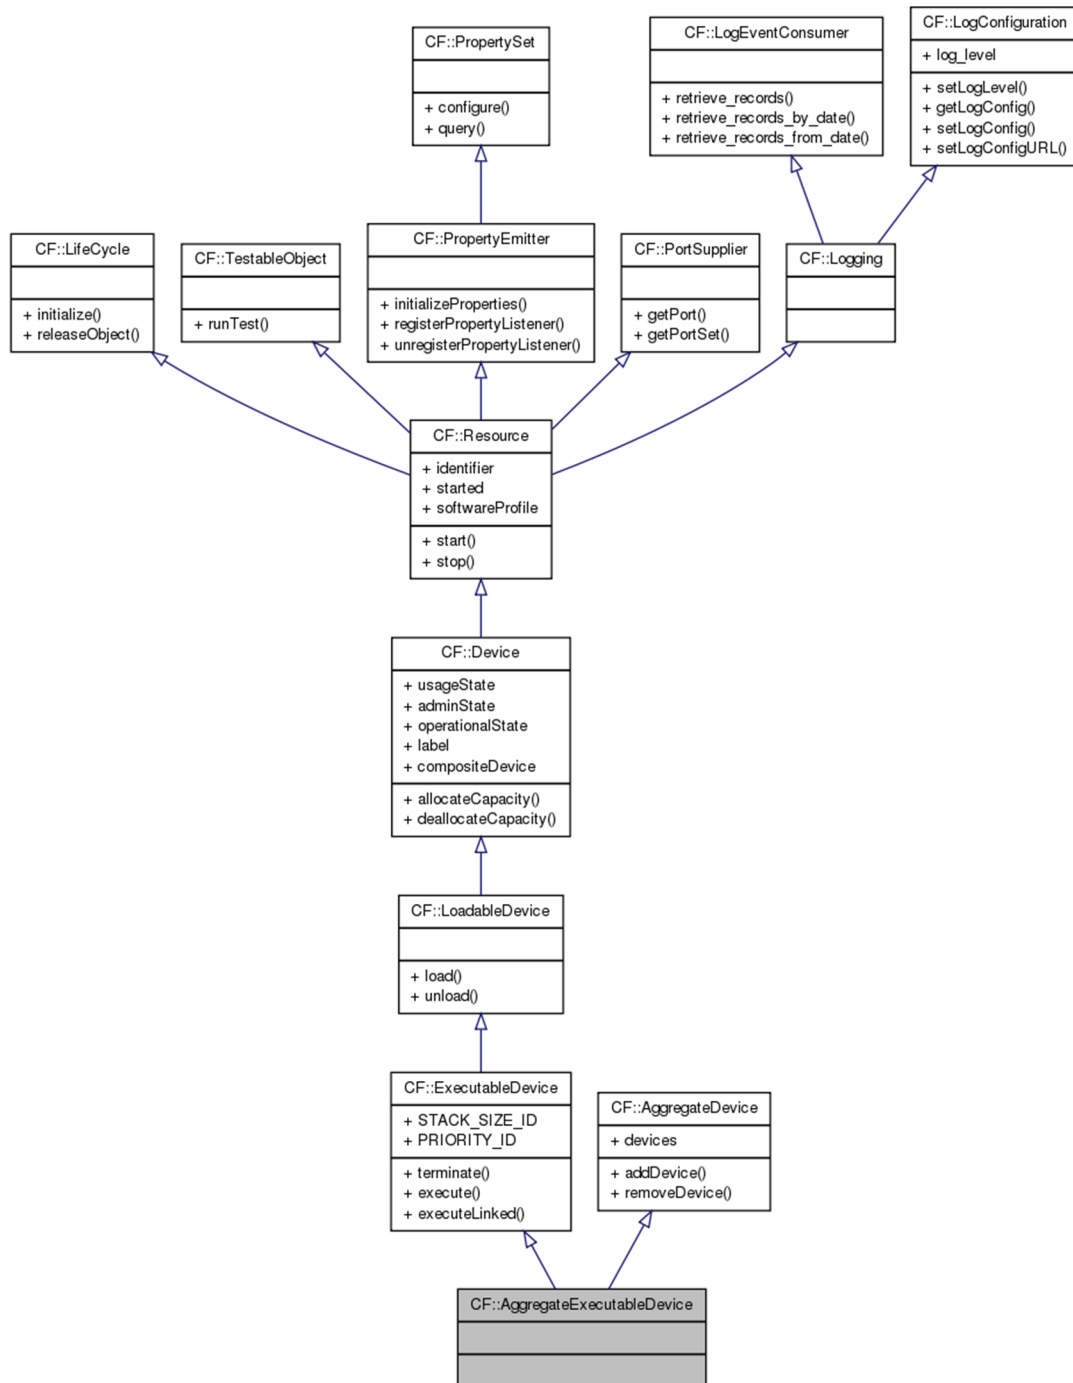 CF::PropertySet
+ configure()
+ query()
CF::LogEventConsumer
+ retrieve_records()
+ retrieve_records_by_date()
+ retrieve_records_from_date()
CF::LogConfiguration
+ log_level
+ setLogLevel()
+ getLogConfig()
+ setLogConfig()
+ setLogConfigURL()
CF::LifeCycle
+ initialize()
+ releaseObject()
CF::TestableObject
+ runTest()
CF::PropertyEmitter
+ initializeProperties()
+ registerPropertyListener()
+ unregisterPropertyListener()
CF::PortSupplier
+ getPort()
+ getPortSet()
CF::Logging
CF::Resource
+ identifier
+ started
+ softwareProfile
+ start()
+ stop()
CF::Device
+ usageState
+ adminState
+ operationalState
+ label
+ compositeDevice
+ allocateCapacity()
+ deallocateCapacity()
CF::LoadableDevice
+ load()
+ unload()
CF::ExecutableDevice
+ STACK_SIZE_ID
+ PRIORITY_ID
+ terminate()
+ execute()
+ executeLinked()
CF::AggregateDevice
+ devices
+ addDevice()
+ removeDevice()
CF::AggregateExecutableDevice